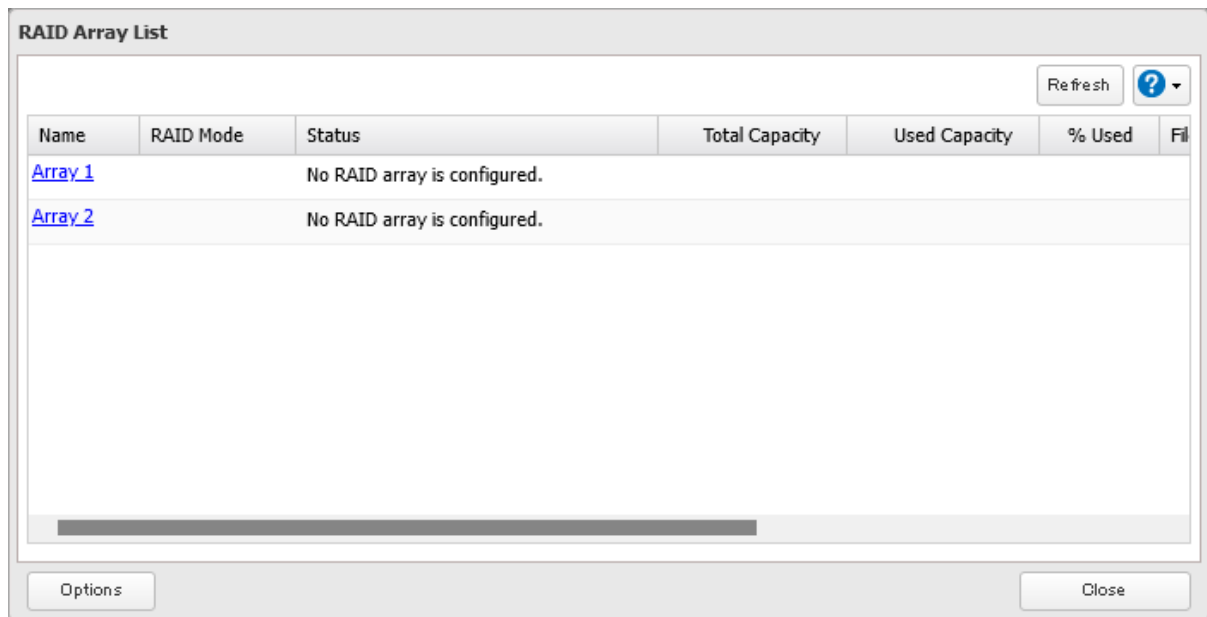 RAID Array List
Refresh ?
Name RAID Mode Status Total Capacity Used Capacity % Used Fil
Array 1 No RAID array is configured.
Array 2 No RAID array is configured.
Options Close